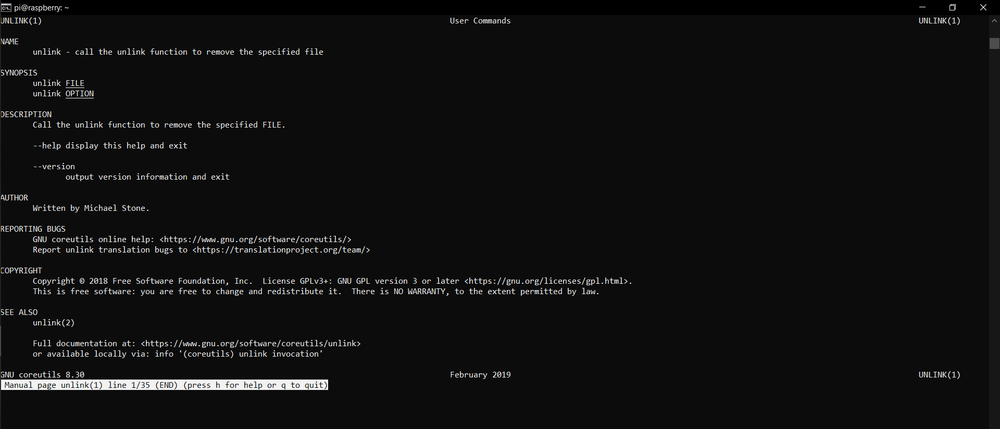 pi@raspberry: ~
UNLINK(1) User Commands UNLINK(1)
NAME
unlink - call the unlink function to remove the specified file
SYNOPSIS
unlink FILE
unlink OPTION
DESCRIPTION
Call the unlink function to remove the specified FILE.
--help display this help and exit
--version
output version information and exit
AUTHOR
Written by Michael Stone.
REPORTING BUGS
GNU coreutils online help: <https://www.gnu.org/software/coreutils/>
Report unlink translation bugs to <https://translationproject.org/team/>
COPYRIGHT
Copyright © 2018 Free Software Foundation, Inc.  License GPLv3+: GNU GPL version 3 or later <https://gnu.org/licenses/gpl.html>.
This is free software: you are free to change and redistribute it.  There is NO WARRANTY, to the extent permitted by law.
SEE ALSO
unlink(2)
Full documentation at: <https://www.gnu.org/software/coreutils/unlink>
or available locally via: info '(coreutils) unlink invocation'
GNU coreutils 8.30 February 2019 UNLINK(1)
Manual page unlink(1) line 1/35 (END) (press h for help or q to quit)